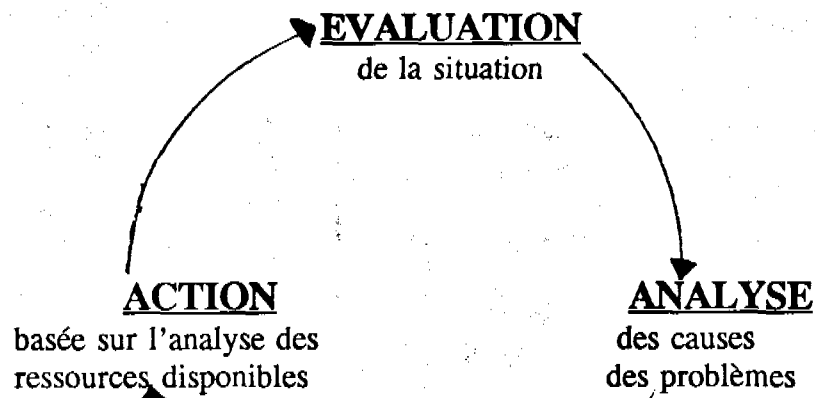 EVALUATION
de la situation
ACTION
basée sur l'analyse des
ressources disponibles
ANALYSE
des causes
des problèmes